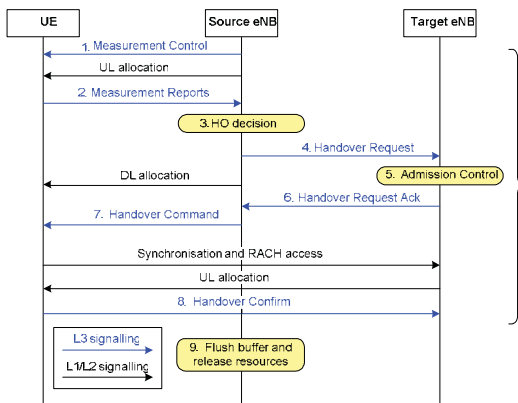 UE
Source eNB
Target eNB
1. Measurement Control
UL allocation
2. Measurement Reports
3. HO decision
4. Handover Request
DL allocation
5. Admission Control
6. Handover Request Ack
7. Handover Command
Synchronisation and RACH access
UL allocation
8. Handover Confirm
L3 signalling
L1/L2 signalling
9. Flush buffer and
release resources